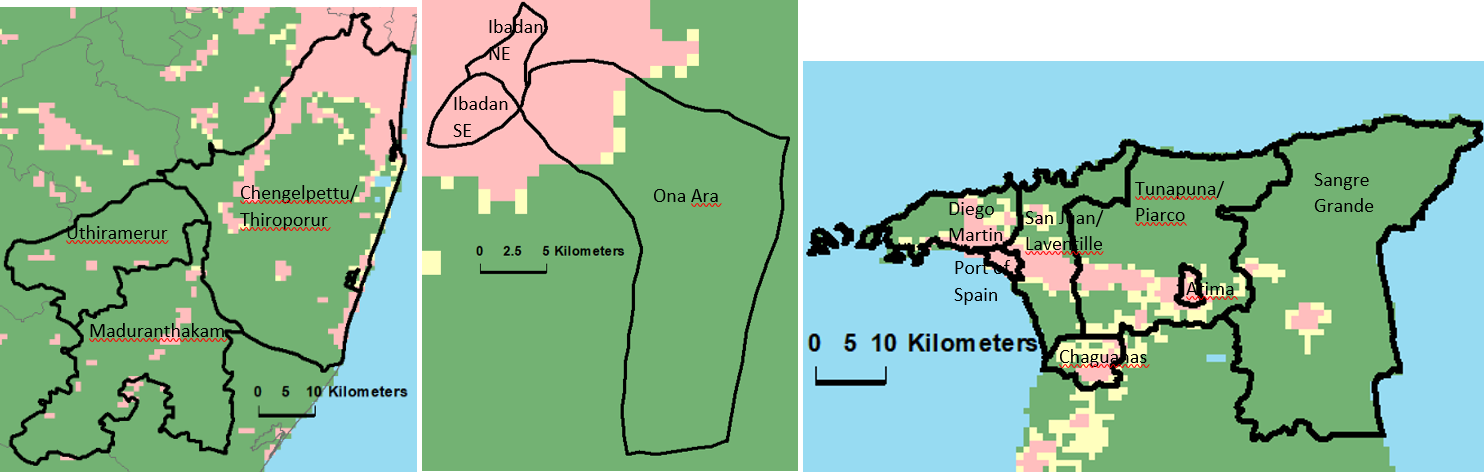 Chengelpettu/
Thiroporur
Uthiramerur
Maduranthakam
0 5 10 Kilometers
Ibadan
NE
Ibadan
SE
Ona Ara
0 2.5 5 Kilometers
Diego
Martin
San Juan/
Laventille
Tunapuna/
Piarco
Sangre
Grande
Port of
Spain
Arima
Chaguanas
0 5 10 Kilometers